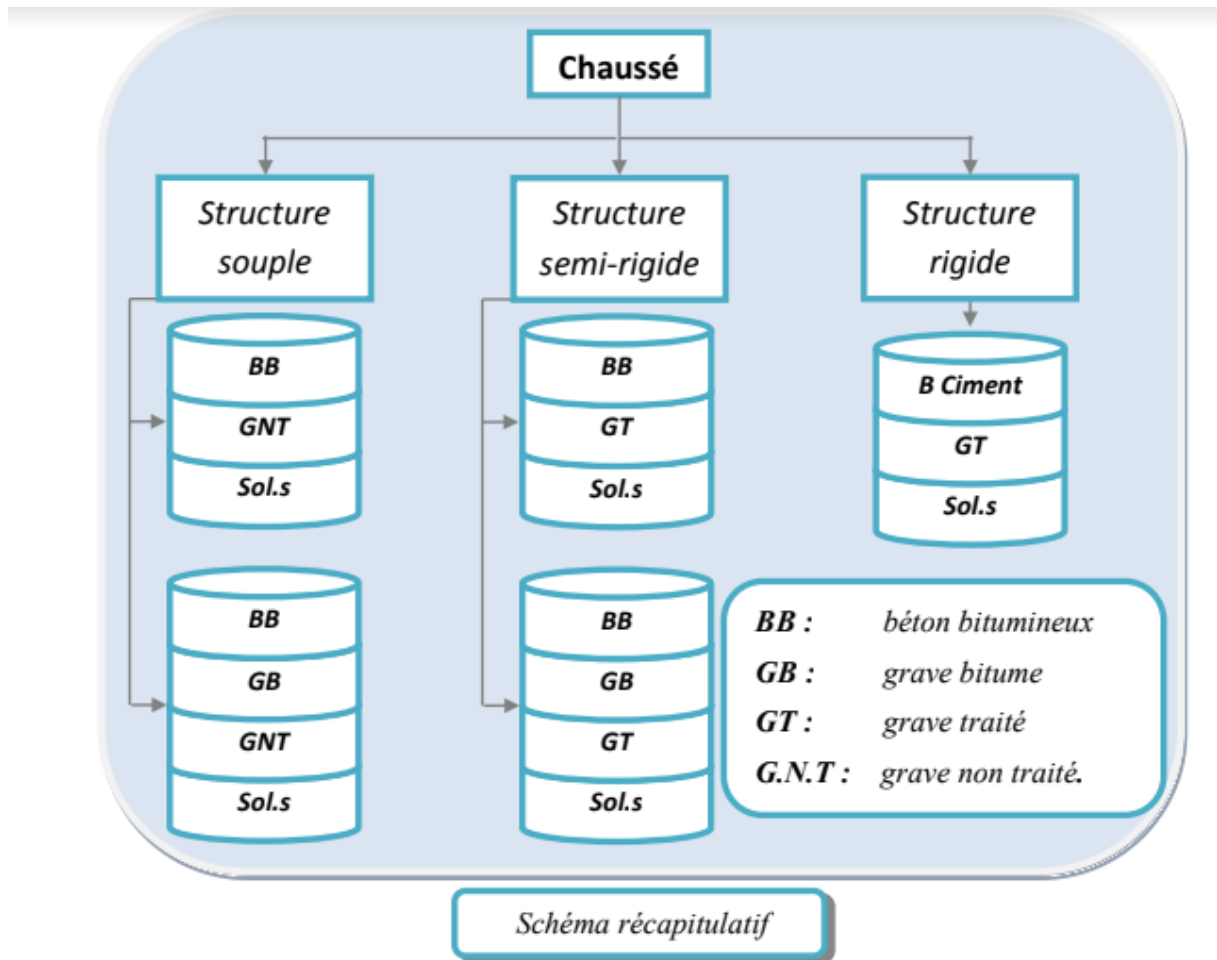 Chaussé
Structure
souple
Structure
semi-rigide
Structure
rigide
BB
GNT
Sol.s
BB
GB
GNT
Sol.s
BB
GT
Sol.s
BB
GB
GT
Sol.s
B Ciment
GT
Sol.s
BB : béton bitumineux
GB : grave bitume
GT : grave traité
G.N.T : grave non traité.
Schéma récapitulatif